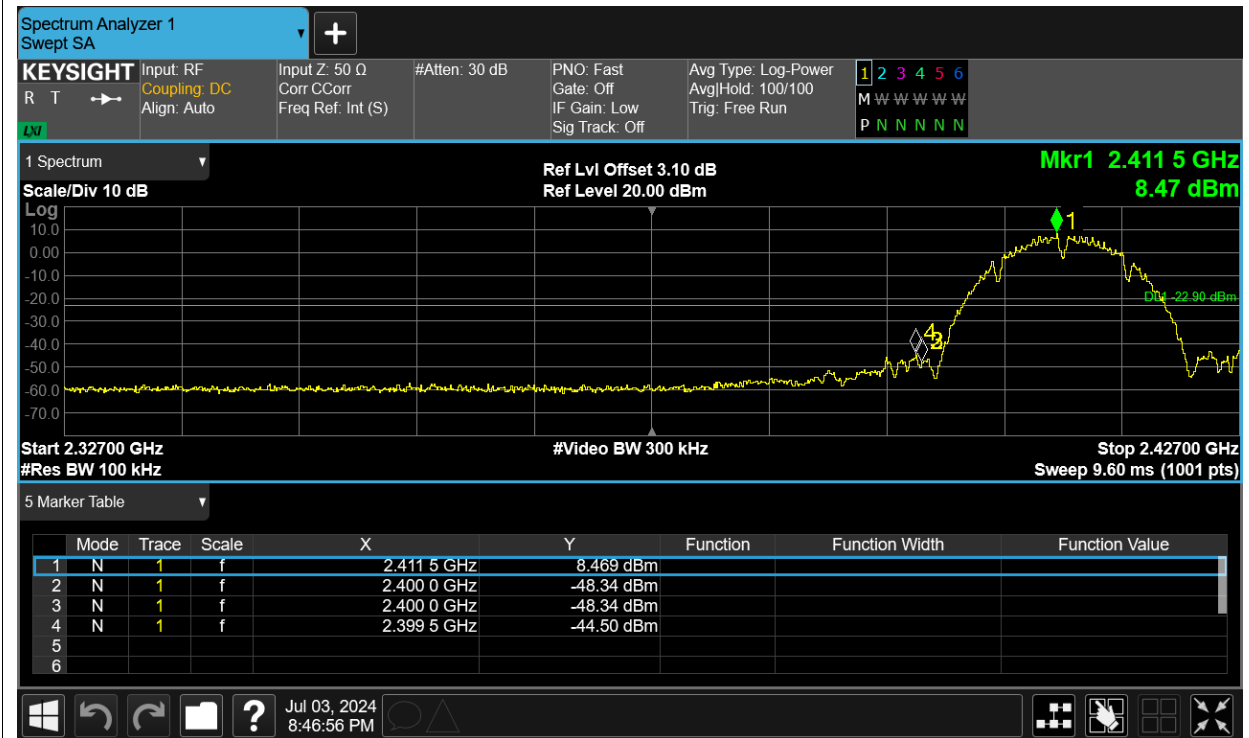 Spectrum Analyzer 1
Swept SA
KEYSIGHT
R T
LXI
Input: RF
Coupling: DC
Align: Auto
Input Z: 50 Ω
Corr CCorr
Freq Ref: Int (S)
#Atten: 30 dB
PNO: Fast
Gate: Off
IF Gain: Low
Sig Track: Off
Avg Type: Log-Power
Avg|Hold: 100/100
Trig: Free Run
1 2 3 4 5 6
M W W W W W
P N N N N N
1 Spectrum
Scale/Div 10 dB
Ref Lvl Offset 3.10 dB
Ref Level 20.00 dBm
Mkr1 2.411 5 GHz
8.47 dBm
Log
10.0
0.00
-10.0
-20.0
-30.0
-40.0
-50.0
-60.0
-70.0
1
4
DL1 -22.90 dBm
Start 2.32700 GHz
#Res BW 100 kHz
#Video BW 300 kHz
Stop 2.42700 GHz
Sweep 9.60 ms (1001 pts)
5 Marker Table
Mode Trace Scale X Y Function Function Width Function Value
1 N 1 f 2.411 5 GHz 8.469 dBm
2 N 1 f 2.400 0 GHz -48.34 dBm
3 N 1 f 2.400 0 GHz -48.34 dBm
4 N 1 f 2.399 5 GHz -44.50 dBm
5
6
?
Jul 03, 2024
8:46:56 PM